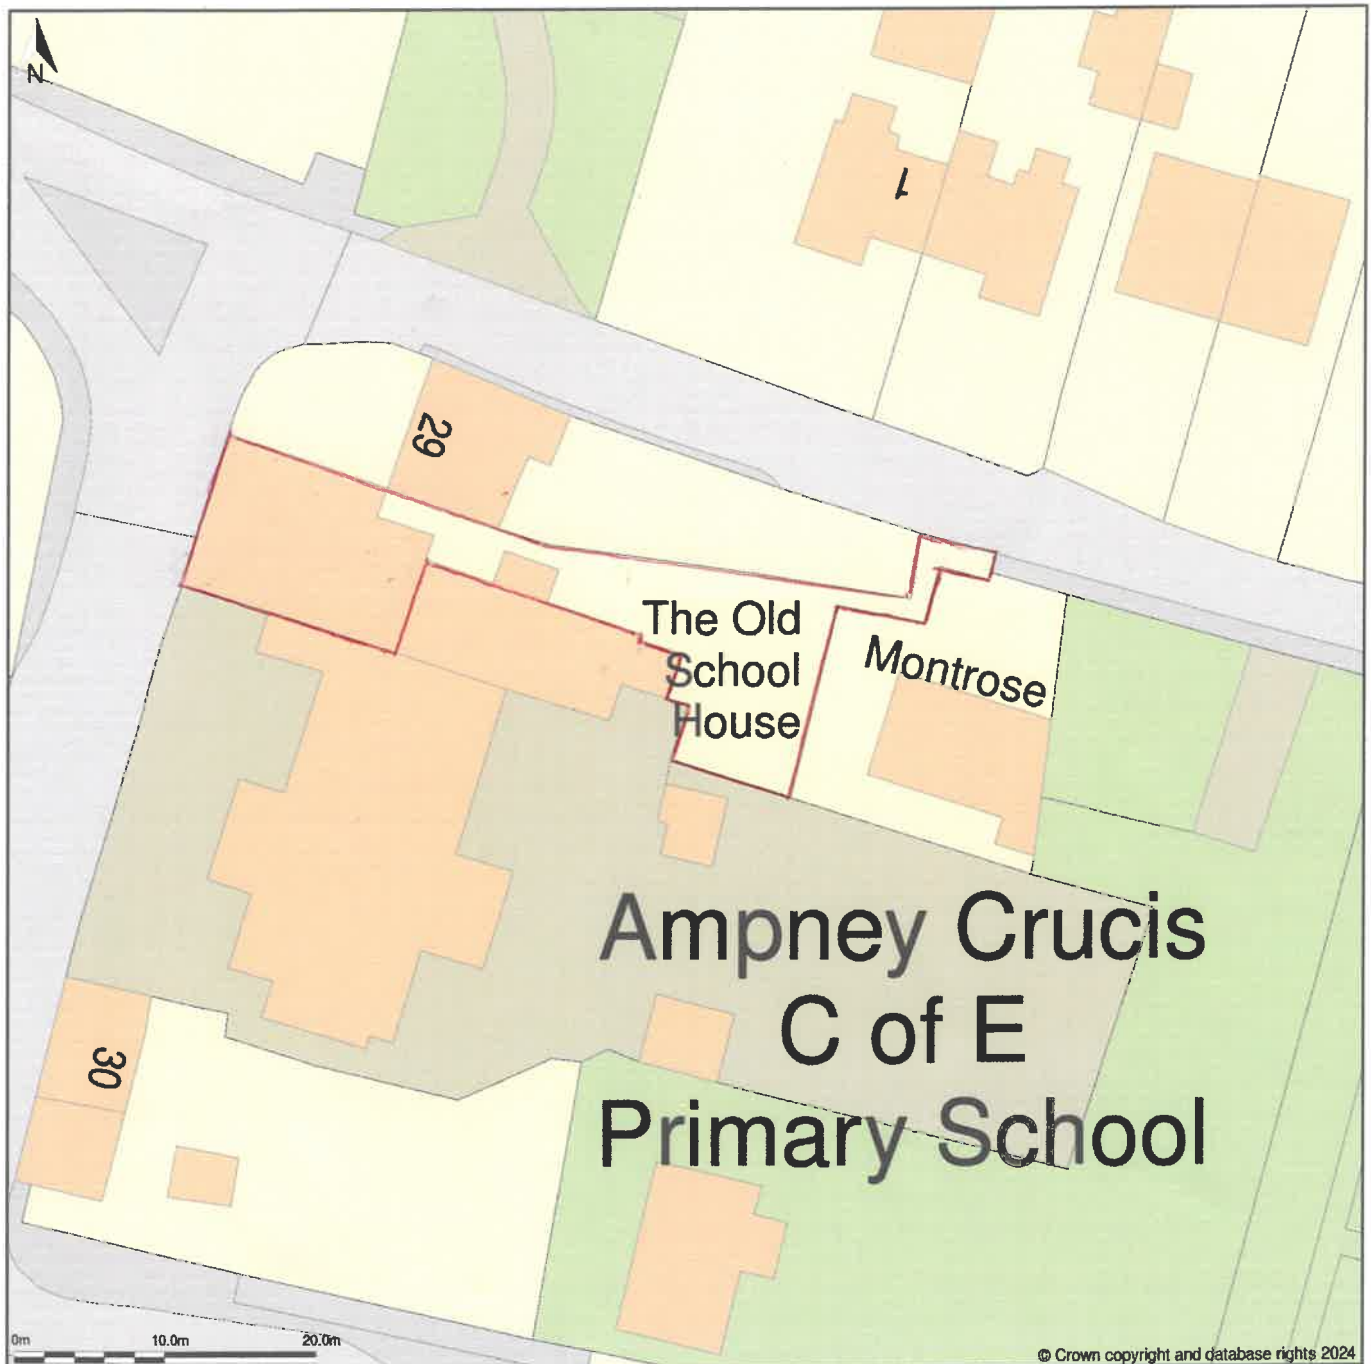 N
1
29
The Old
School
House
Montrose
Ampney Crucis
C of E
Primary School
30
0m 10.0m 20.0m
© Crown copyright and database rights 2024